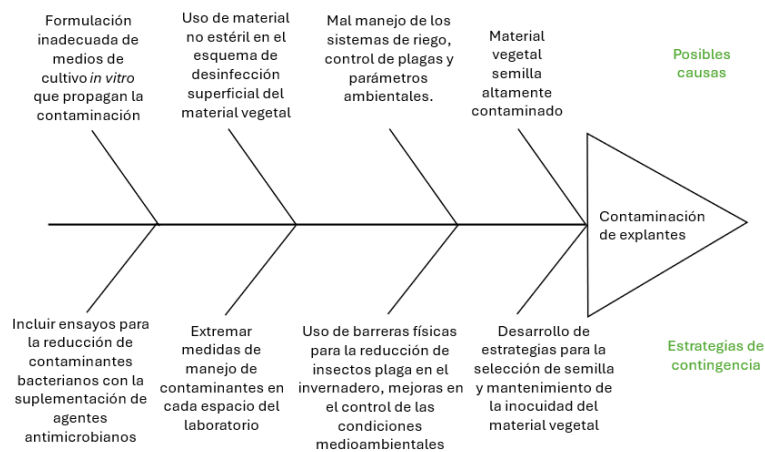 Formulación
inadecuada de
medios de
cultivo in vitro
que propagan la
contaminación
Uso de material
no estéril en el
esquema de
desinfección
superficial del
material vegetal
Mal manejo de los
sistemas de riego,
control de plagas y
parámetros
ambientales.
Material
vegetal
semilla
altamente
contaminado
Posibles
causas
Contaminación
de explantes
Incluir ensayos para
la reducción de
contaminantes
bacterianos con la
suplementación de
agentes
antimicrobianos
Extremar
medidas de
manejo de
contaminantes en
cada espacio del
laboratorio
Uso de barreras físicas
para la reducción de
insectos plaga en el
invernadero, mejoras en
el control de las
condiciones
medioambientales
Desarrollo de
estrategias para la
selección de semilla
y mantenimiento de
la inocuidad del
material vegetal
Estrategias de
contingencia